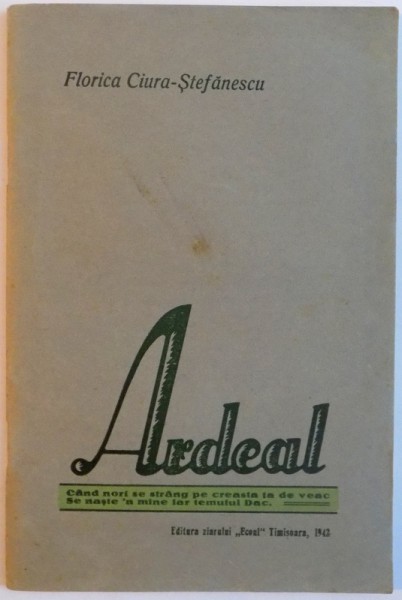 Florica Ciura-Ștefănescu
Ardeal
Când nori se strâng pe creasta ta de veac
Se naște 'n mine iar temutul Dac.
Editura ziarului „Ecoul" Timișoara, 1942